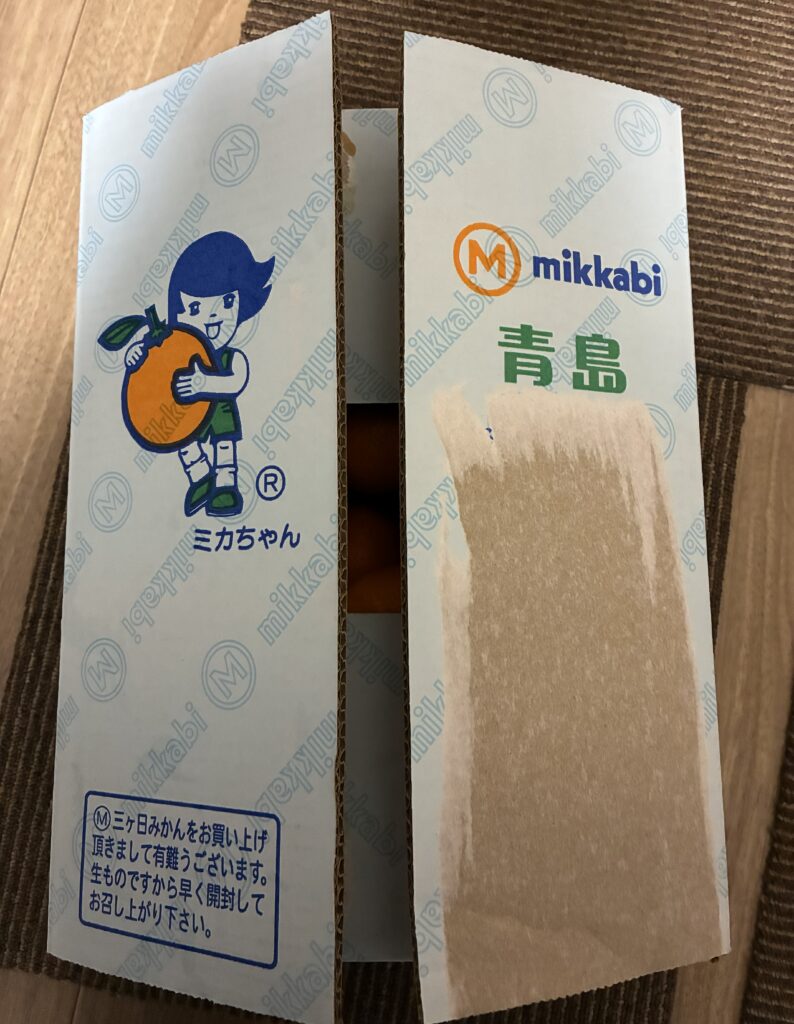 mikkabi
M
mikkabi
青島
R
ミカちゃん
M三ヶ日みかんをお買い上げ
頂きまして有難うございます。
生ものですから早く開封して
お召し上がり下さい。